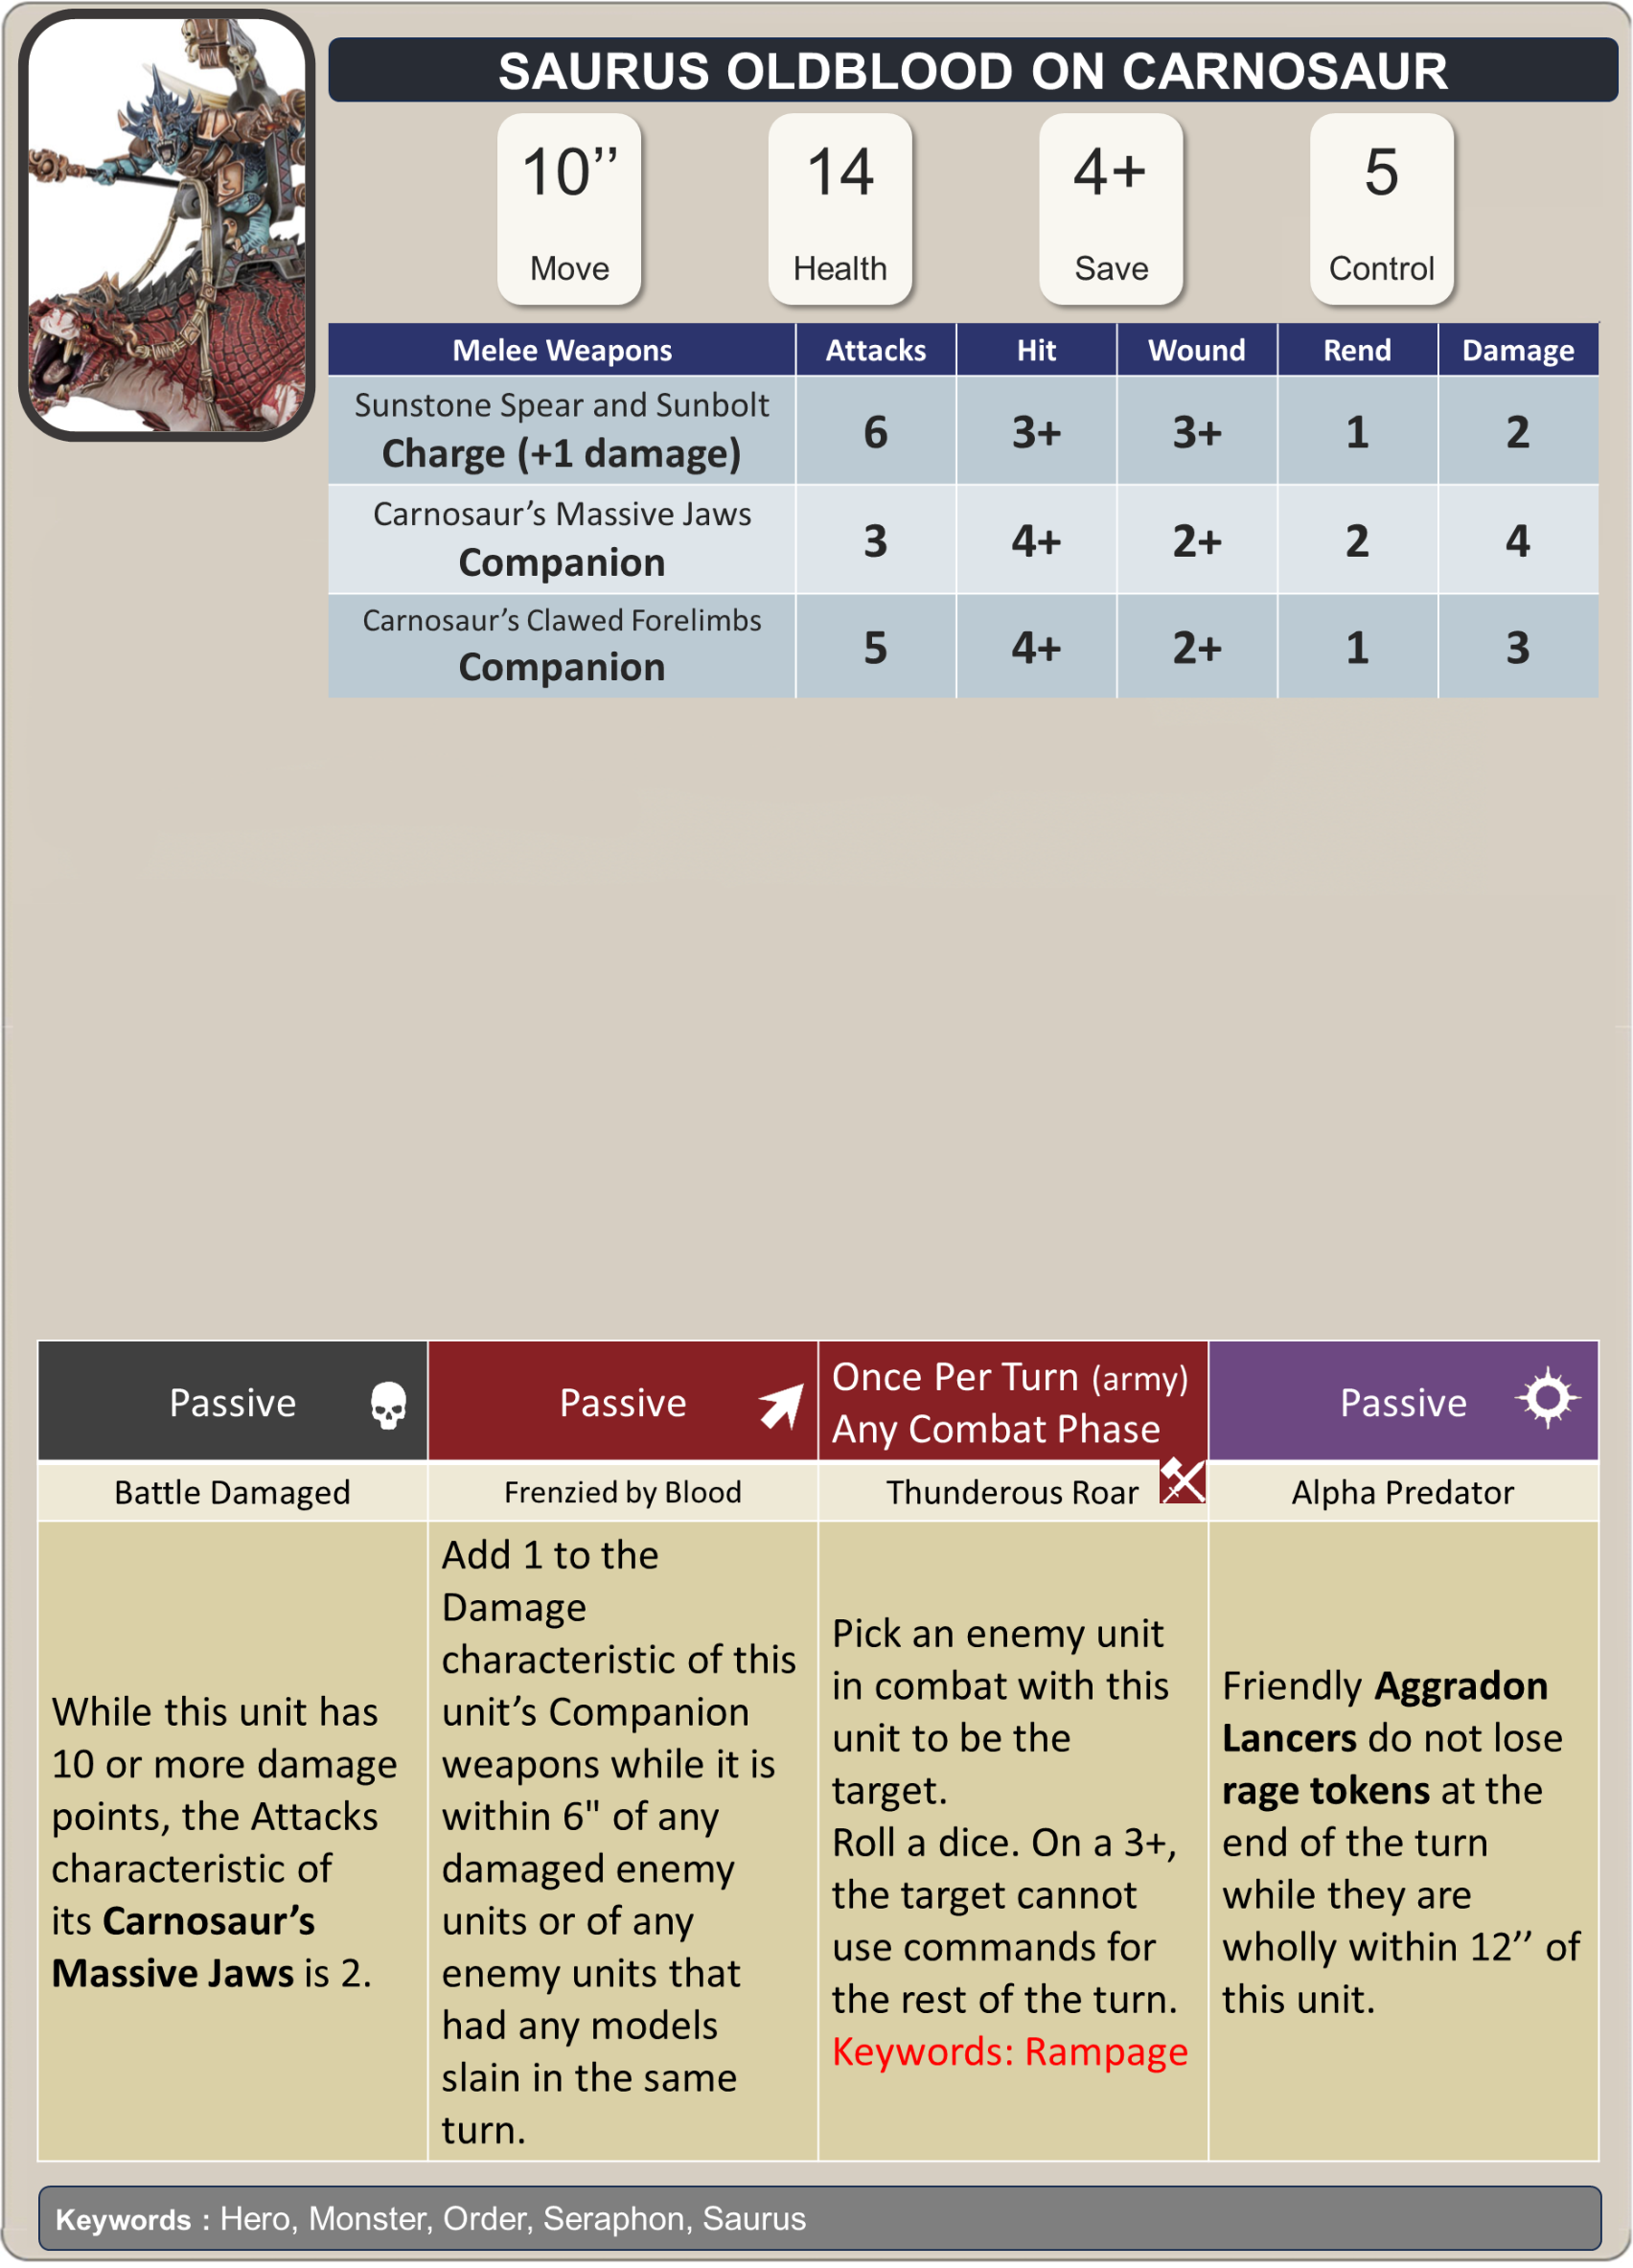 SAURUS OLDBLOOD ON CARNOSAUR
10’’
Move
14
Health
4+
Save
5
Control
Melee Weapons Attacks Hit Wound Rend Damage
Sunstone Spear and Sunbolt
Charge (+1 damage)
6 3+ 3+ 1 2
Carnosaur’s Massive Jaws
Companion
3 4+ 2+ 2 4
Carnosaur’s Clawed Forelimbs
Companion
5 4+ 2+ 1 3
Passive
Battle Damaged
While this unit has
10 or more damage
points, the Attacks
characteristic of
its Carnosaur’s
Massive Jaws is 2.
Passive
Frenzied by Blood
Add 1 to the
Damage
characteristic of this
unit’s Companion
weapons while it is
within 6" of any
damaged enemy
units or of any
enemy units that
had any models
slain in the same
turn.
Once Per Turn (army)
Any Combat Phase
Thunderous Roar
Pick an enemy unit
in combat with this
unit to be the
target.
Roll a dice. On a 3+,
the target cannot
use commands for
the rest of the turn.
Keywords: Rampage
Passive
Alpha Predator
Friendly Aggradon
Lancers do not lose
rage tokens at the
end of the turn
while they are
wholly within 12’’ of
this unit.
Keywords : Hero, Monster, Order, Seraphon, Saurus